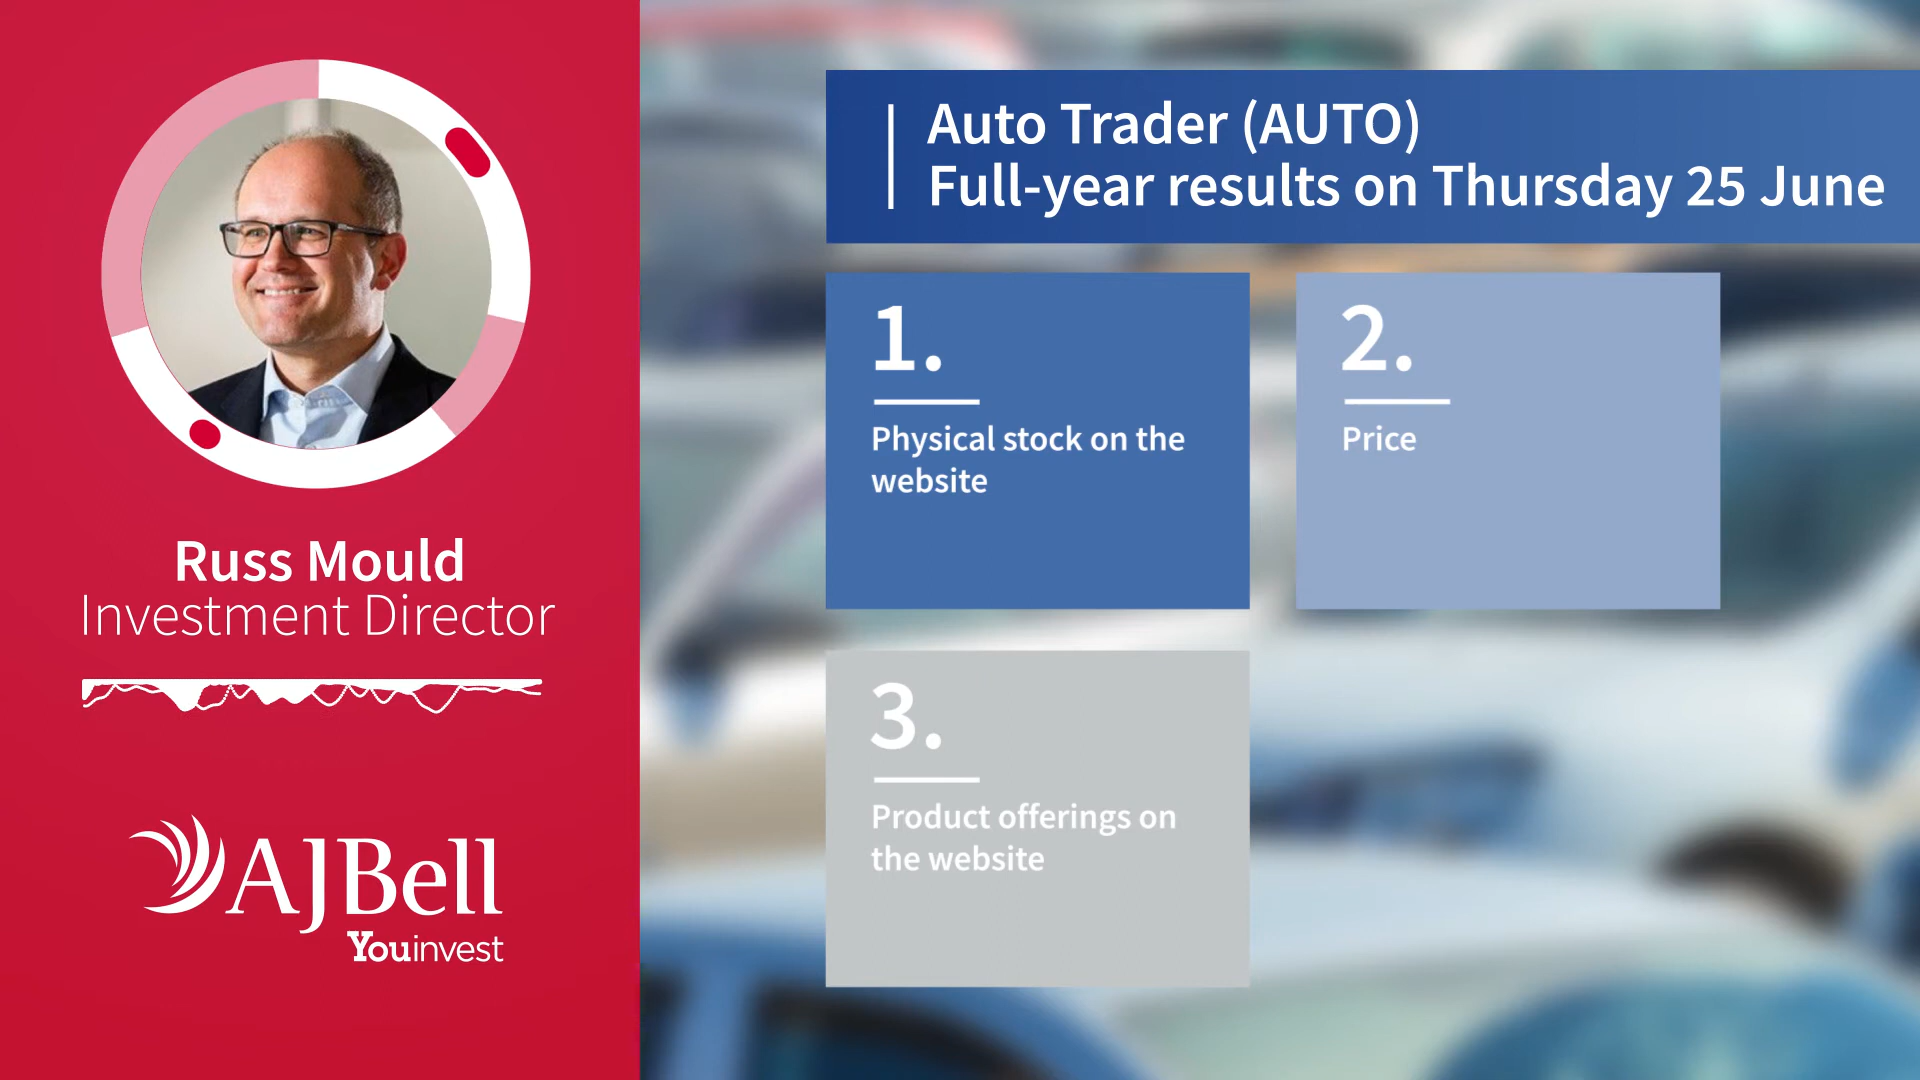 Russ Mould
Investment Director
AJBell
Youinvest
Auto Trader (AUTO)
Full-year results on Thursday 25 June
1.
Physical stock on the
website
2.
Price
3.
Product offerings on
the website